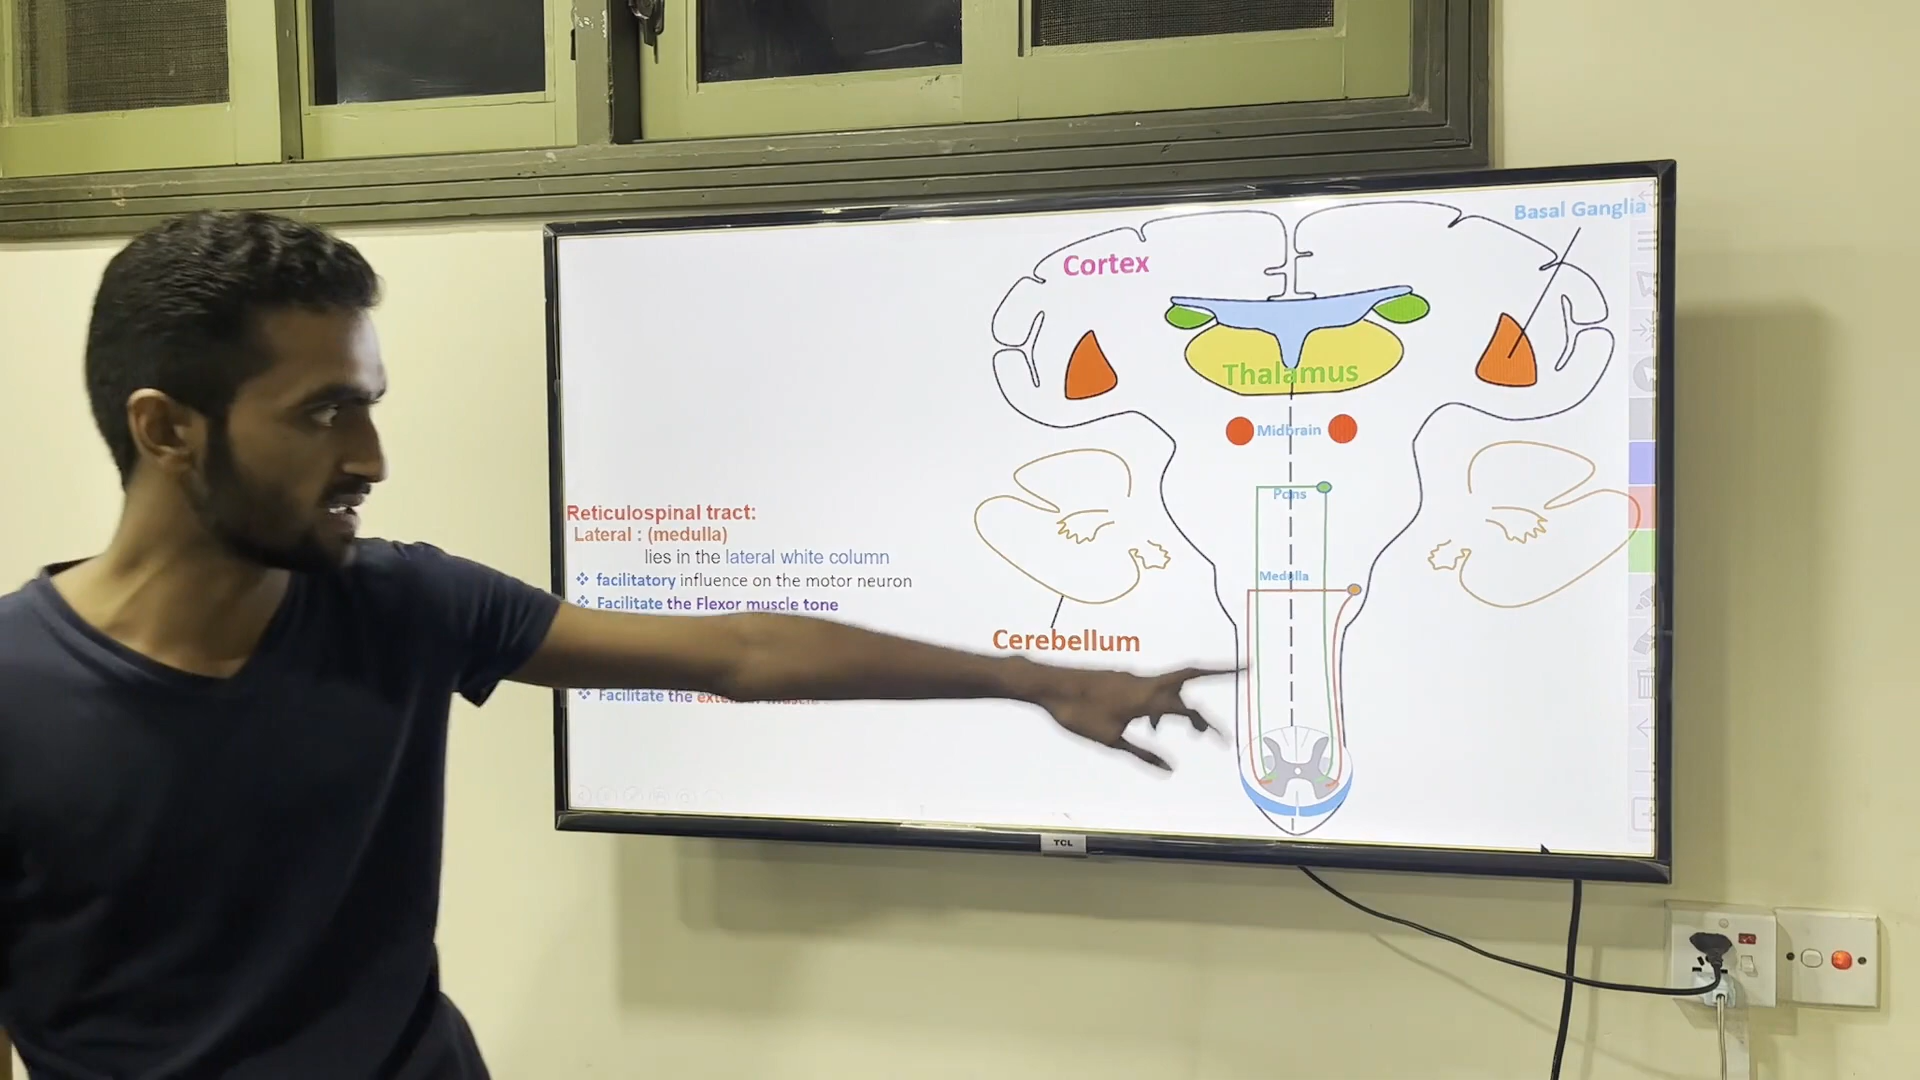 Basal Ganglia
Cortex
Thalamus
Midbrain
Pons
Medulla
Cerebellum
Reticulospinal tract:
Lateral : (medulla)
lies in the lateral white column
❖ facilitatory influence on the motor neuron
❖ Facilitate the Flexor muscle tone
❖ Facilitate the
TCL